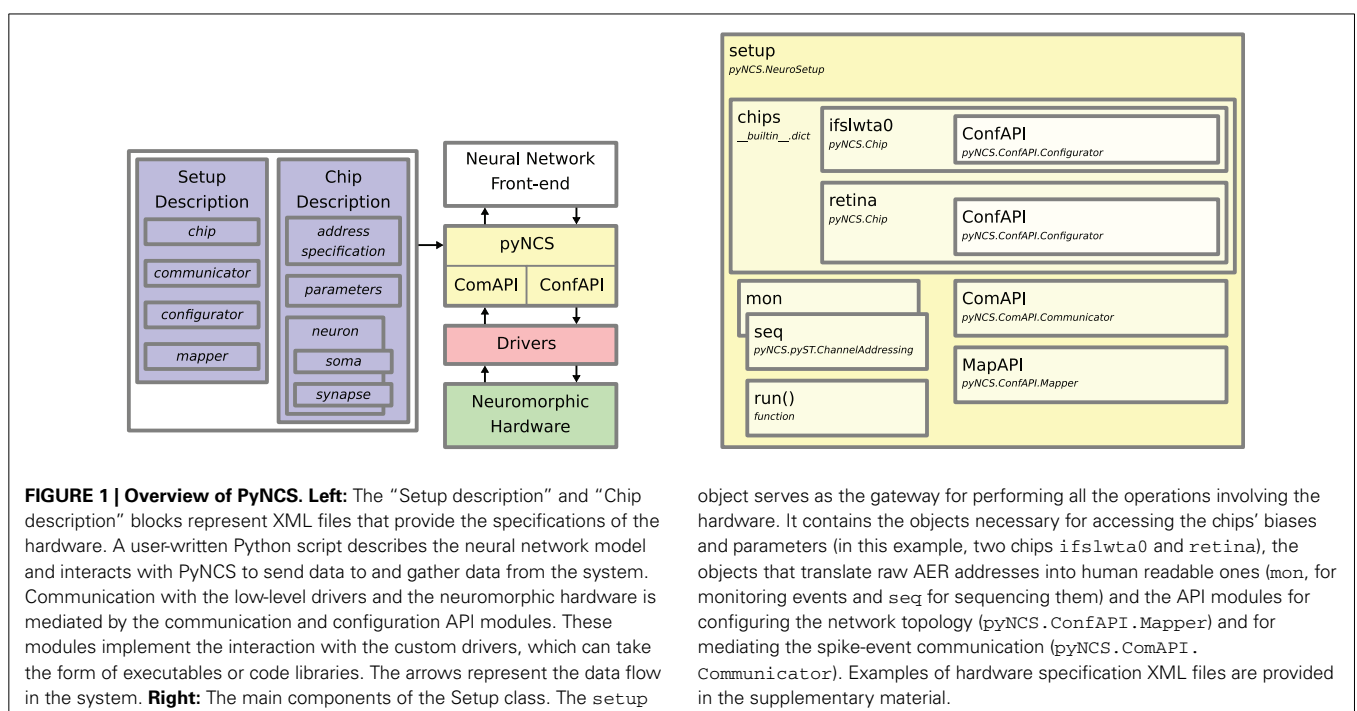 Setup
Description
chip
communicator
configurator
mapper
Chip
Description
address
specification
parameters
neuron
soma
synapse
Neural Network
Front-end
pyNCS
ComAPI
ConfAPI
Drivers
Neuromorphic
Hardware
setup
pyNCS.NeuroSetup
chips
__builtin__.dict
ifslwta0
pyNCS.Chip
ConfAPI
pyNCS.ConfAPI.Configurator
retina
pyNCS.Chip
ConfAPI
pyNCS.ConfAPI.Configurator
mon
seq
pyNCS.pyST.ChannelAddressing
run()
function
ComAPI
pyNCS.ComAPI.Communicator
MapAPI
pyNCS.ConfAPI.Mapper
FIGURE 1 | Overview of PyNCS. Left: The “Setup description” and “Chip
description” blocks represent XML files that provide the specifications of the
hardware. A user-written Python script describes the neural network model
and interacts with PyNCS to send data to and gather data from the system.
Communication with the low-level drivers and the neuromorphic hardware is
mediated by the communication and configuration API modules. These
modules implement the interaction with the custom drivers, which can take
the form of executables or code libraries. The arrows represent the data flow
in the system. Right: The main components of the Setup class. The setup
object serves as the gateway for performing all the operations involving the
hardware. It contains the objects necessary for accessing the chips’ biases
and parameters (in this example, two chips ifslwta0 and retina), the
objects that translate raw AER addresses into human readable ones (mon, for
monitoring events and seq for sequencing them) and the API modules for
configuring the network topology (pyNCS.ConfAPI.Mapper) and for
mediating the spike-event communication (pyNCS.ComAPI.
Communicator). Examples of hardware specification XML files are provided
in the supplementary material.